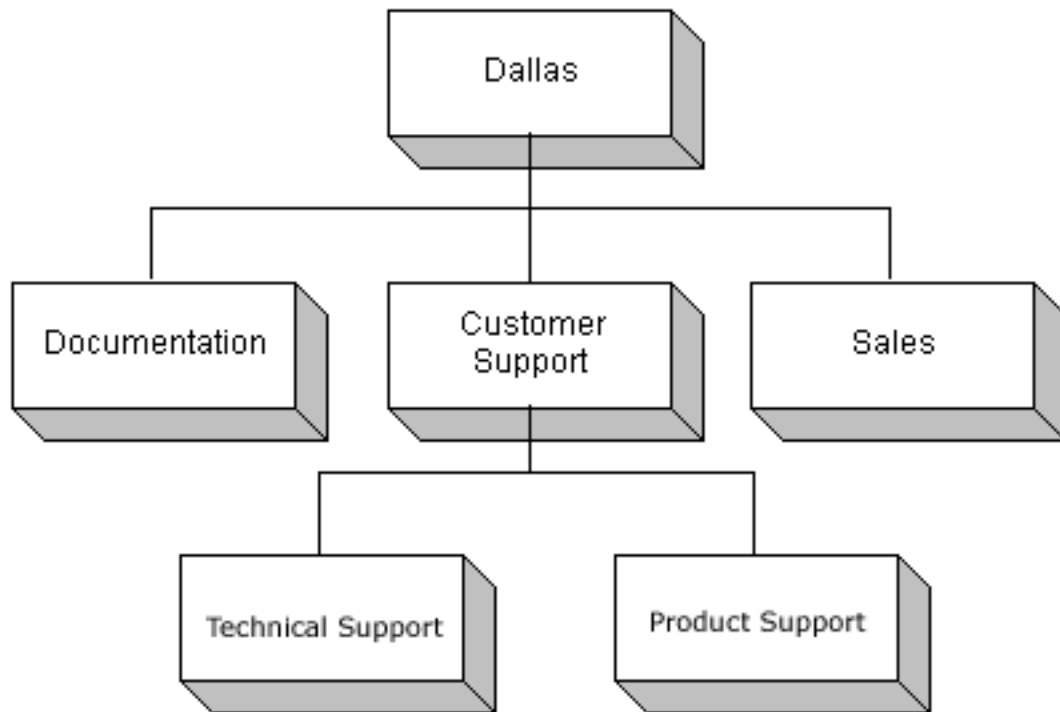 Dallas
Documentation
Customer
Support
Sales
Technical Support
Product Support